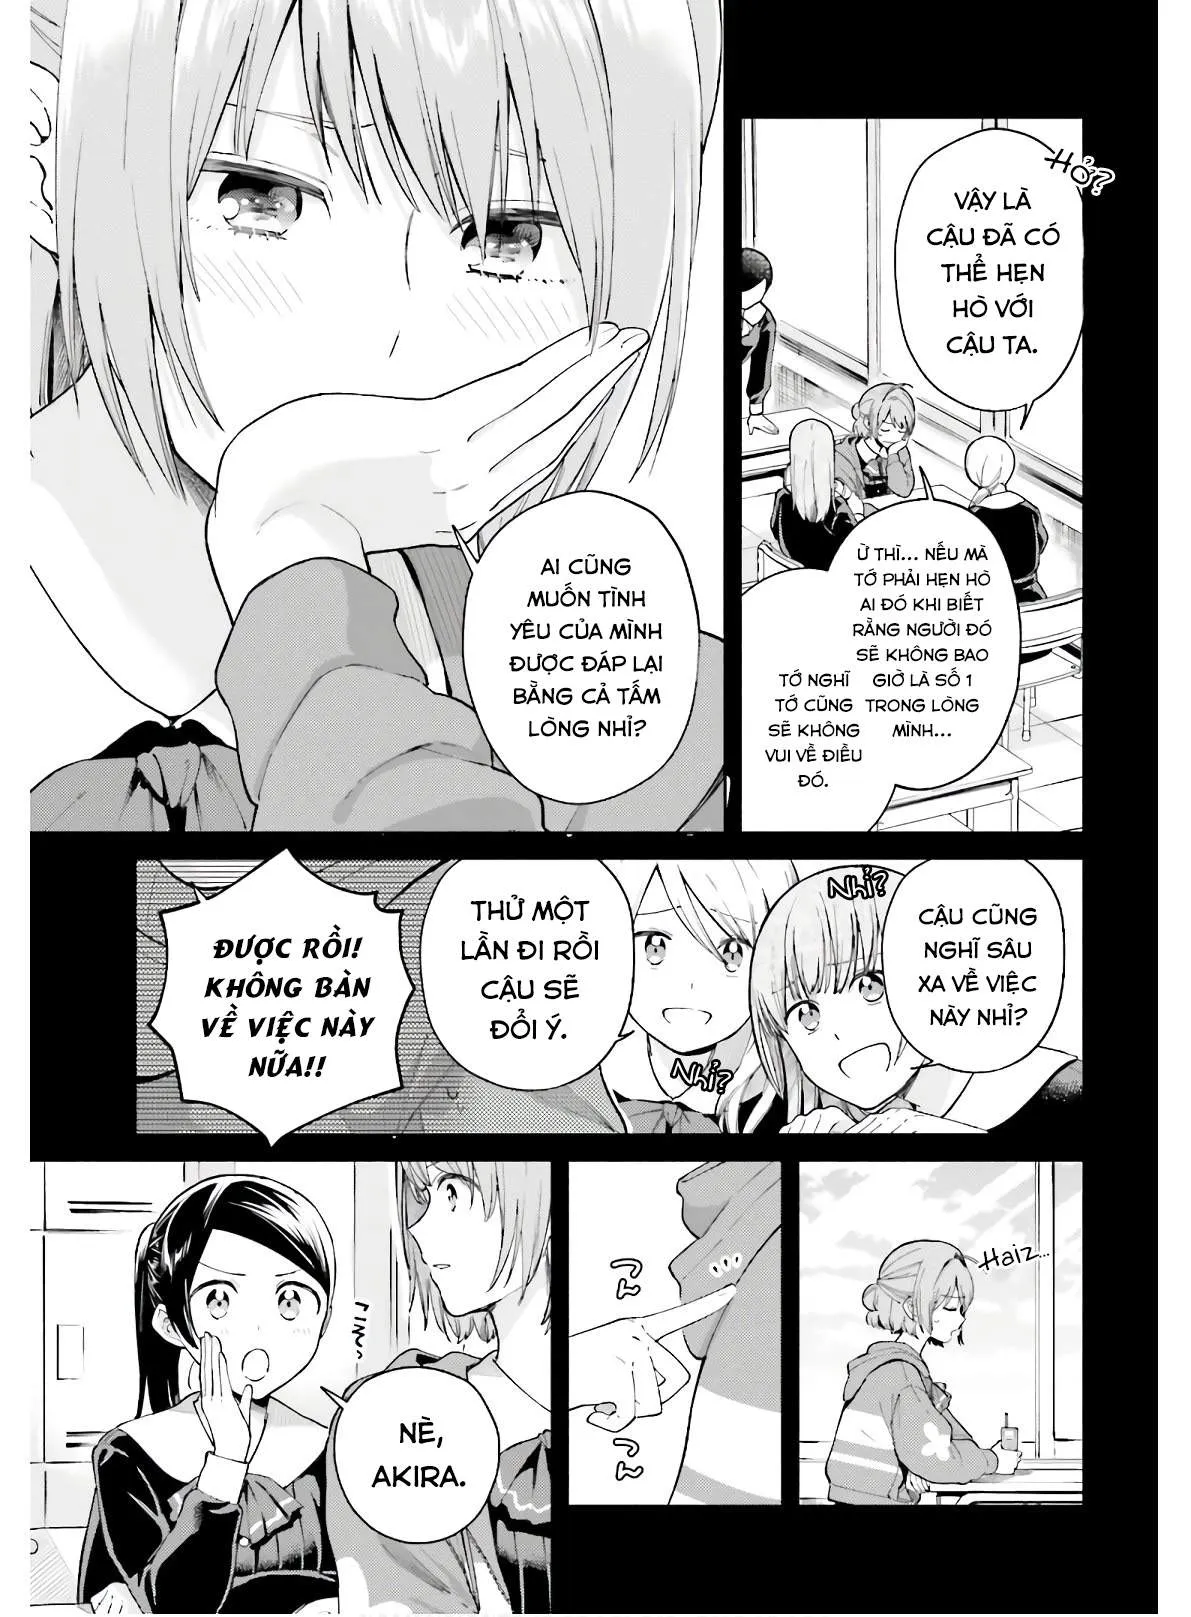 HỞ?
VẬY LÀ
CẬU ĐÃ CÓ
THỂ HẸN
HÒ VỚI
CẬU TA.
Ừ THÌ... NẾU MÀ
TỚ PHẢI HẸN HÒ
AI ĐÓ KHI BIẾT
RẰNG NGƯỜI ĐÓ
SẼ KHÔNG BAO
GIỜ LÀ SỐ 1
TRONG LÒNG
MÌNH...
TỚ NGHĨ
TỚ CŨNG
SẼ KHÔNG
VUI VỀ ĐIỀU
ĐÓ.
AI CŨNG
MUỐN TÌNH
YÊU CỦA MÌNH
ĐƯỢC ĐÁP LẠI
BẰNG CẢ TẤM
LÒNG NHỈ?
CẬU CŨNG
NGHĨ SÂU
XA VỀ VIỆC
NÀY NHỈ?
Nhỉ?
Nhỉ?
THỬ MỘT
LẦN ĐI RỒI
CẬU SẼ
ĐỔI Ý.
ĐƯỢC RỒI!
KHÔNG BÀN
VỀ VIỆC NÀY
NỮA!!
Haiz...
つん
つん
NÈ,
AKIRA.